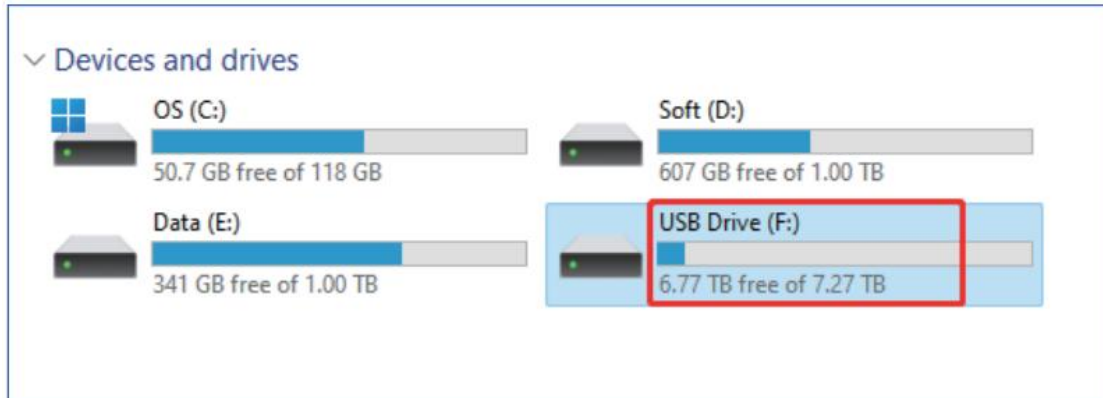 Devices and drives
OS (C:)
50.7 GB free of 118 GB
Soft (D:)
607 GB free of 1.00 TB
Data (E:)
341 GB free of 1.00 TB
USB Drive (F:)
6.77 TB free of 7.27 TB